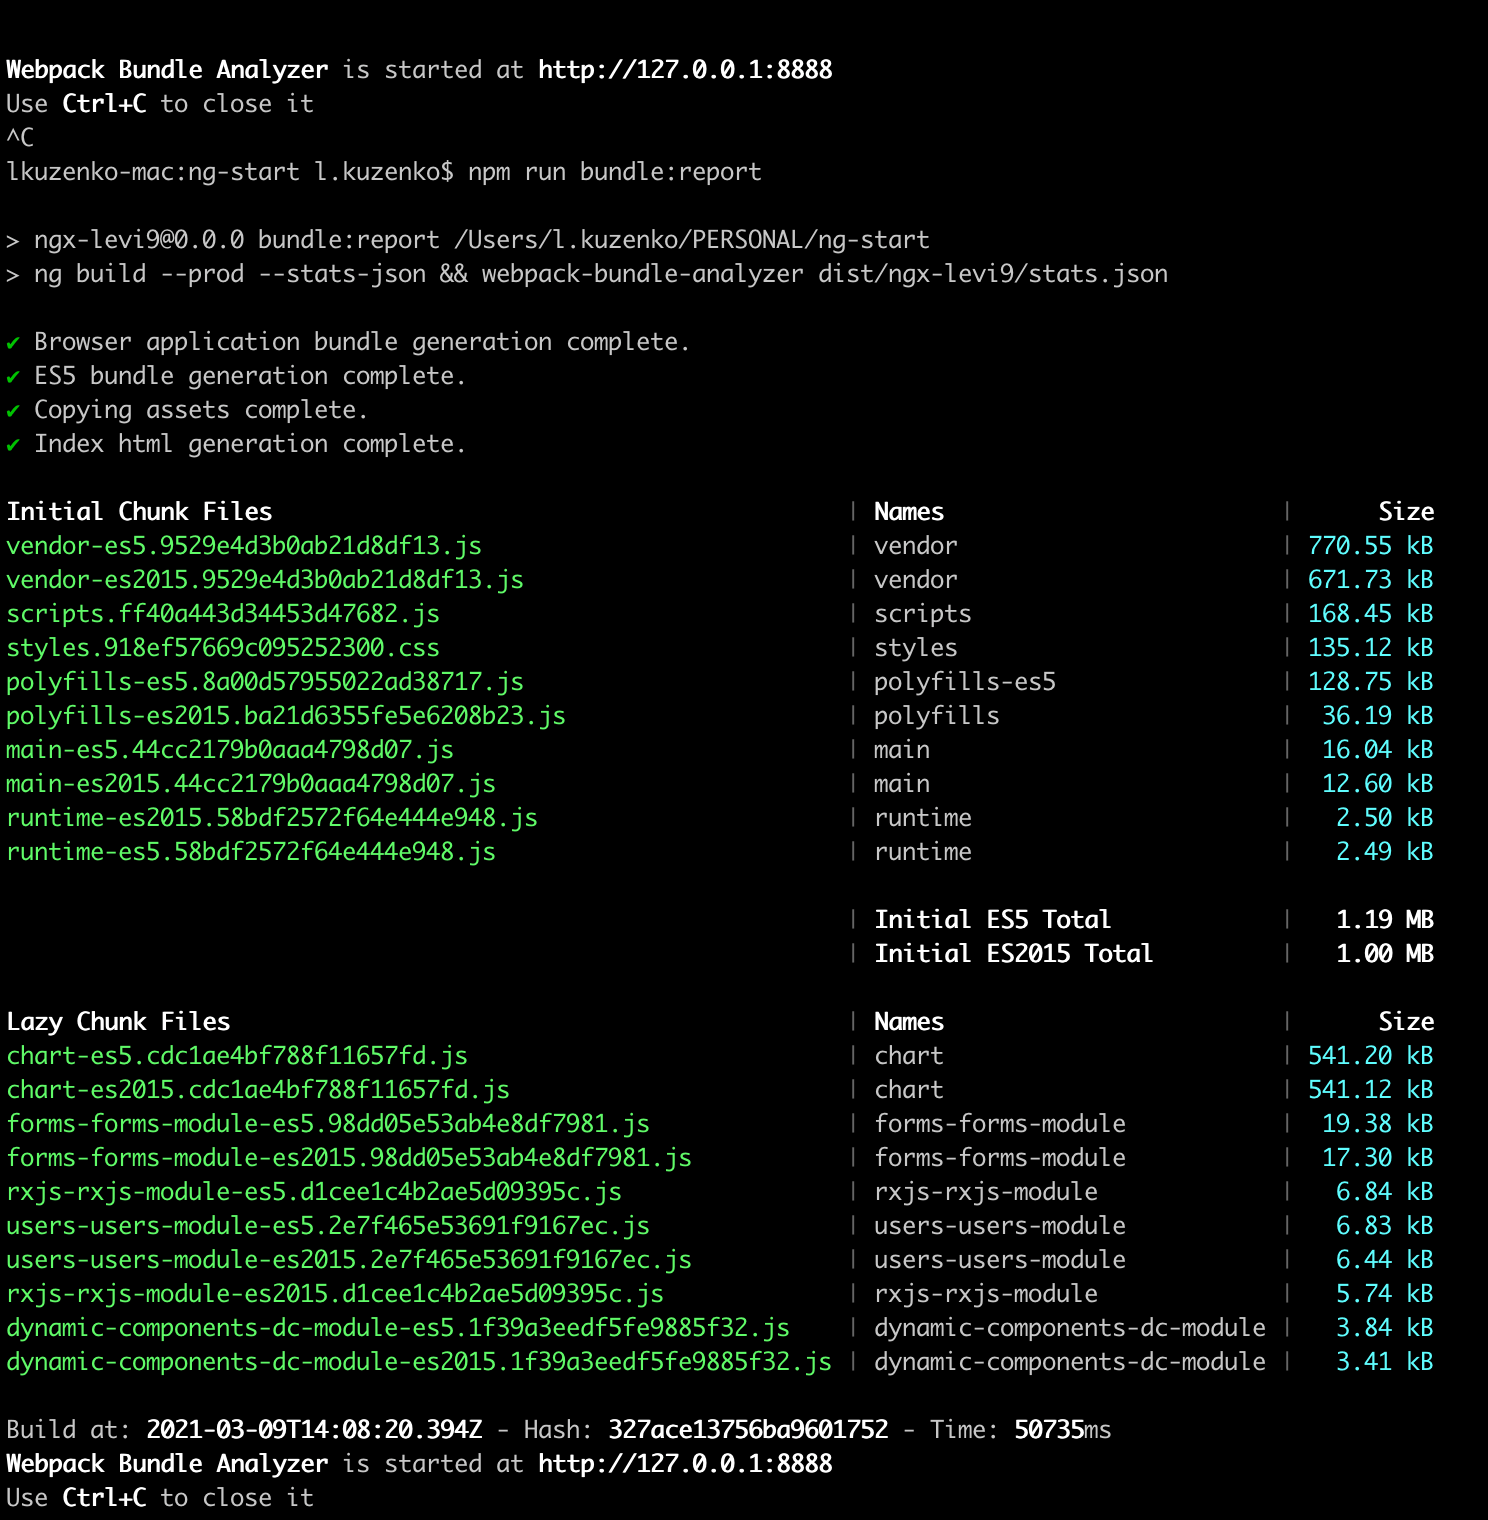 Webpack Bundle Analyzer is started at http://127.0.0.1:8888
Use Ctrl+C to close it
^C
lkuzenko-mac:ng-start l.kuzenko$ npm run bundle:report
> ngx-levi9@0.0.0 bundle:report /Users/l.kuzenko/PERSONAL/ng-start
> ng build --prod --stats-json && webpack-bundle-analyzer dist/ngx-levi9/stats.json
✔ Browser application bundle generation complete.
✔ ES5 bundle generation complete.
✔ Copying assets complete.
✔ Index html generation complete.
Initial Chunk Files | Names | Size
vendor-es5.9529e4d3b0ab21d8df13.js | vendor | 770.55 kB
vendor-es2015.9529e4d3b0ab21d8df13.js | vendor | 671.73 kB
scripts.ff40a443d34453d47682.js | scripts | 168.45 kB
styles.918ef57669c095252300.css | styles | 135.12 kB
polyfills-es5.8a00d57955022ad38717.js | polyfills-es5 | 128.75 kB
polyfills-es2015.ba21d6355fe5e6208b23.js | polyfills | 36.19 kB
main-es5.44cc2179b0aaa4798d07.js | main | 16.04 kB
main-es2015.44cc2179b0aaa4798d07.js | main | 12.60 kB
runtime-es2015.58bdf2572f64e444e948.js | runtime | 2.50 kB
runtime-es5.58bdf2572f64e444e948.js | runtime | 2.49 kB
| Initial ES5 Total | 1.19 MB
| Initial ES2015 Total | 1.00 MB
Lazy Chunk Files | Names | Size
chart-es5.cdc1ae4bf788f11657fd.js | chart | 541.20 kB
chart-es2015.cdc1ae4bf788f11657fd.js | chart | 541.12 kB
forms-forms-module-es5.98dd05e53ab4e8df7981.js | forms-forms-module | 19.38 kB
forms-forms-module-es2015.98dd05e53ab4e8df7981.js | forms-forms-module | 17.30 kB
rxjs-rxjs-module-es5.d1cee1c4b2ae5d09395c.js | rxjs-rxjs-module | 6.84 kB
users-users-module-es5.2e7f465e53691f9167ec.js | users-users-module | 6.83 kB
users-users-module-es2015.2e7f465e53691f9167ec.js | users-users-module | 6.44 kB
rxjs-rxjs-module-es2015.d1cee1c4b2ae5d09395c.js | rxjs-rxjs-module | 5.74 kB
dynamic-components-dc-module-es5.1f39a3eedf5fe9885f32.js | dynamic-components-dc-module | 3.84 kB
dynamic-components-dc-module-es2015.1f39a3eedf5fe9885f32.js | dynamic-components-dc-module | 3.41 kB
Build at: 2021-03-09T14:08:20.394Z - Hash: 327ace13756ba9601752 - Time: 50735ms
Webpack Bundle Analyzer is started at http://127.0.0.1:8888
Use Ctrl+C to close it